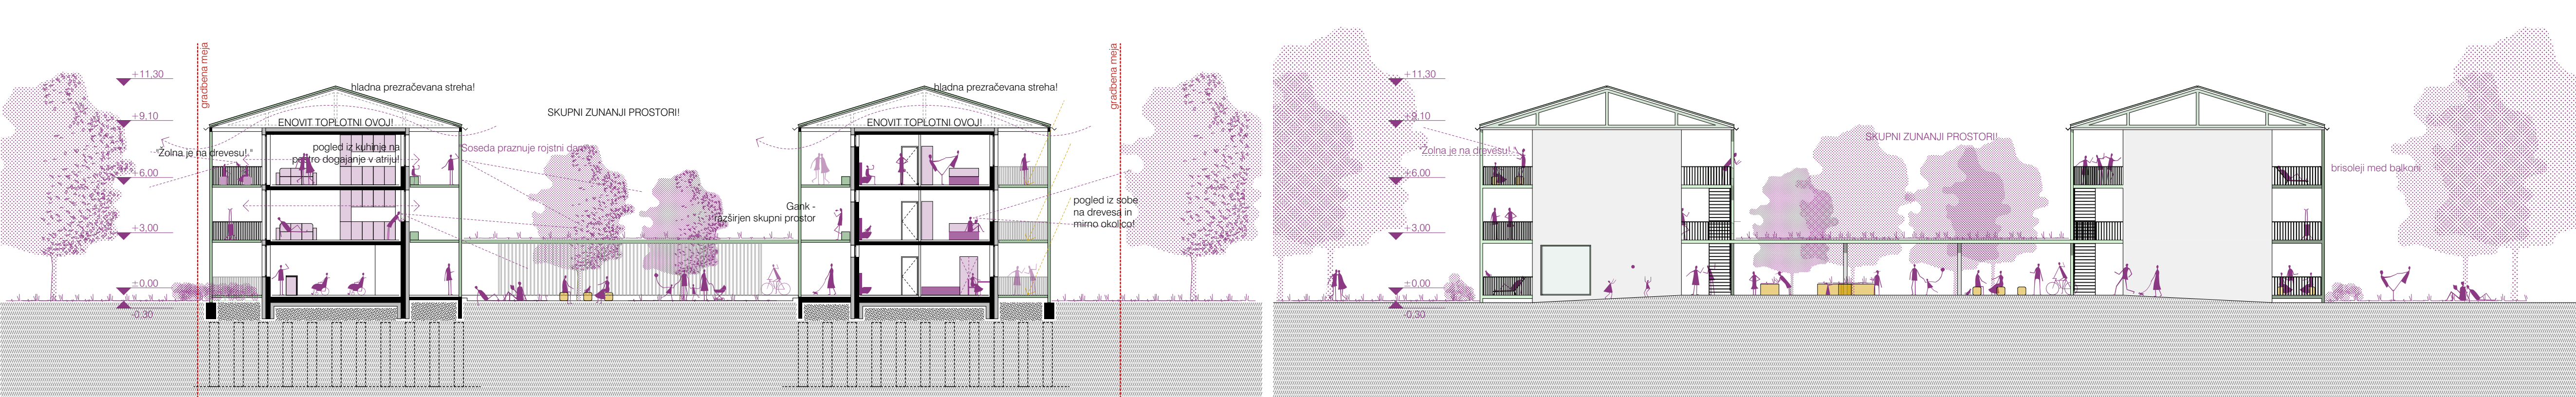 gradbena meja
+11,30
+9,10
+6,00
+3,00
±0,00
-0,30
hladna prezračevana streha!
ENOVIT TOPLOTNI OVOJ!
"Žolna je na drevesu!"
pogled iz kuhinje na
pestro dogajanje v atriju!
Soseda praznuje rojstni dan
SKUPNI ZUNANJI PROSTORI!
hladna prezračevana streha!
ENOVIT TOPLOTNI OVOJ!
Gank -
razširjen skupni prostor
pogled iz sobe
na drevesa in
mirno okolico!
gradbena meja
+11,30
+9,10
+6,00
+3,00
±0,00
-0,30
"Žolna je na drevesu!"
SKUPNI ZUNANJI PROSTORI!
brisoleji med balkoni